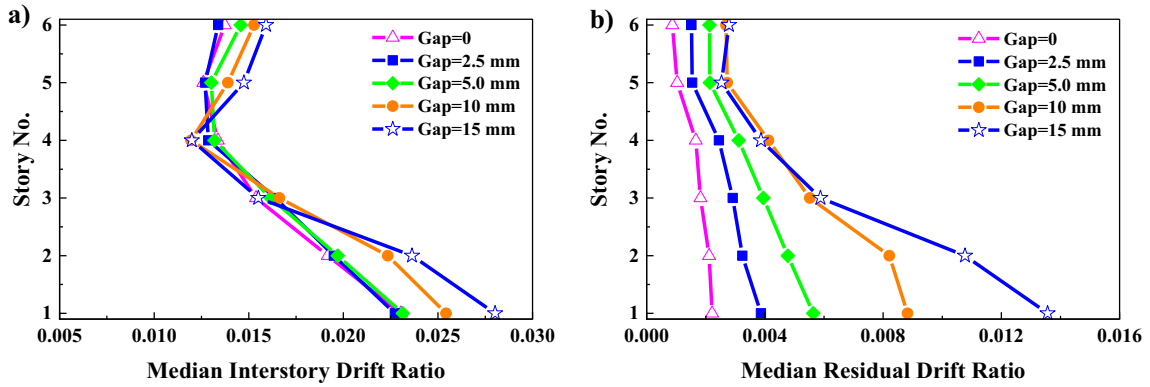 a)
6
5
4
3
2
1
Story No.
Gap=0
Gap=2.5 mm
Gap=5.0 mm
Gap=10 mm
Gap=15 mm
0.005 0.010 0.015 0.020 0.025 0.030
Median Interstory Drift Ratio
b)
6
5
4
3
2
1
Story No.
Gap=0
Gap=2.5 mm
Gap=5.0 mm
Gap=10 mm
Gap=15 mm
0.000 0.004 0.008 0.012 0.016
Median Residual Drift Ratio